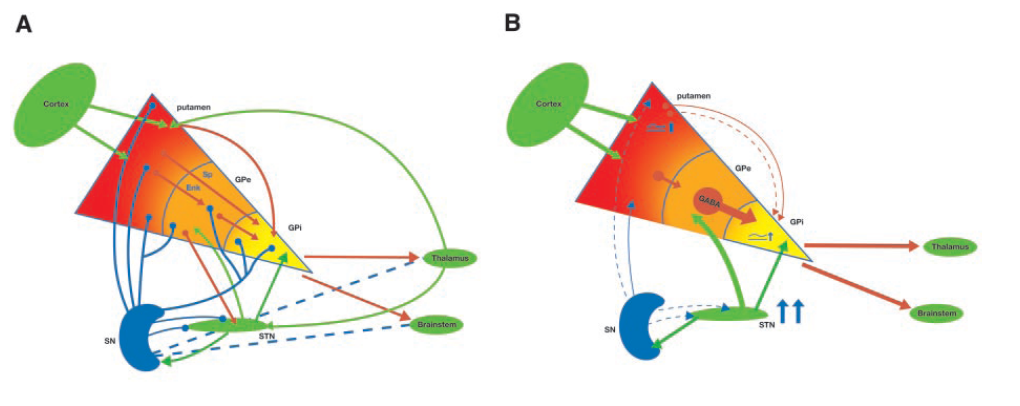 A
Cortex
putamen
Sp
Enk
GPe
GPi
Thalamus
Brainstem
STN
SN
B
Cortex
putamen
GPe
GABA
GPi
Thalamus
Brainstem
STN
SN